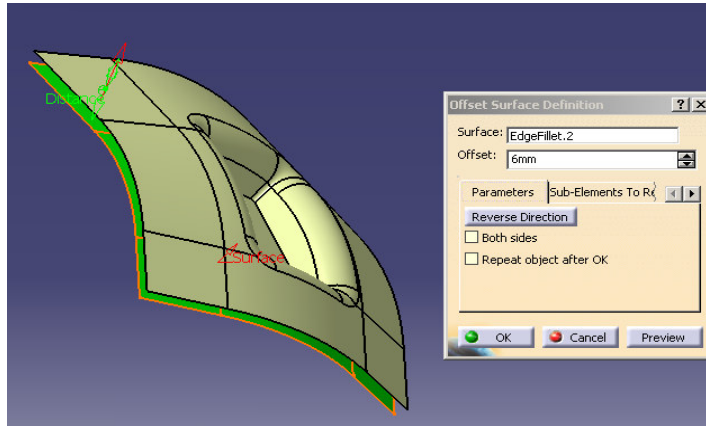 Distance
Surface
Offset Surface Definition
Surface: EdgeFillet.2
Offset: 6mm
Parameters Sub-Elements To Re
Reverse Direction
Both sides
Repeat object after OK
OK Cancel Preview